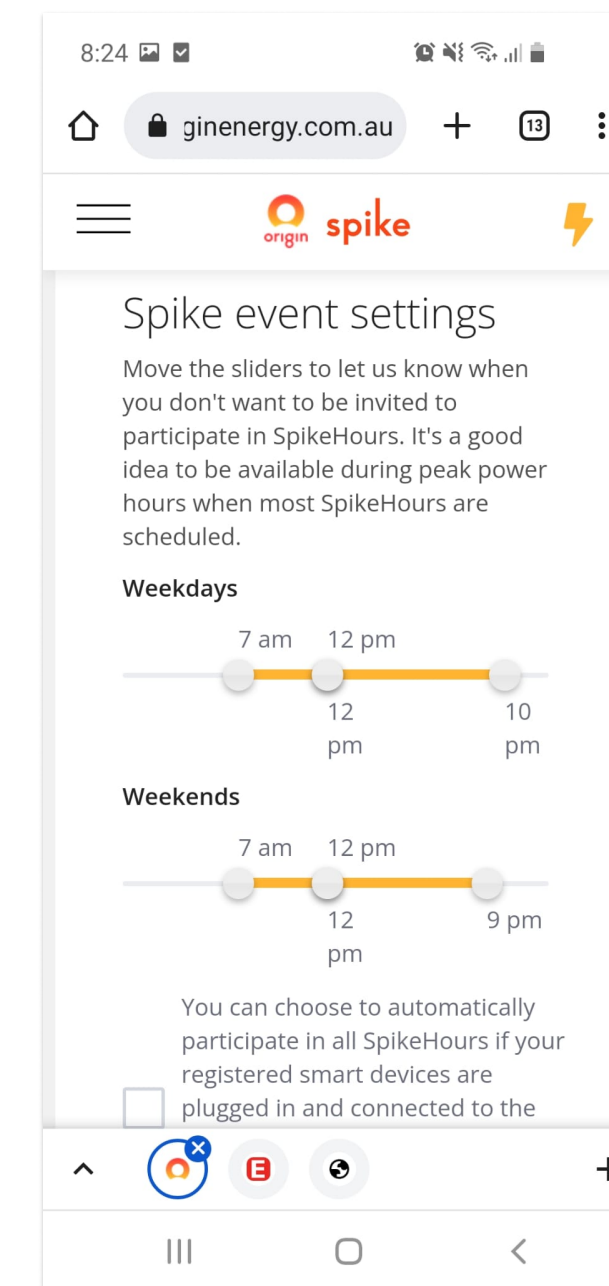 8:24
ginenergy.com.au
13
origin spike
Spike event settings
Move the sliders to let us know when
you don't want to be invited to
participate in SpikeHours. It's a good
idea to be available during peak power
hours when most SpikeHours are
scheduled.
Weekdays
7 am 12 pm
12 10
pm pm
Weekends
7 am 12 pm
12 9 pm
pm
You can choose to automatically
participate in all SpikeHours if your
registered smart devices are
plugged in and connected to the
E